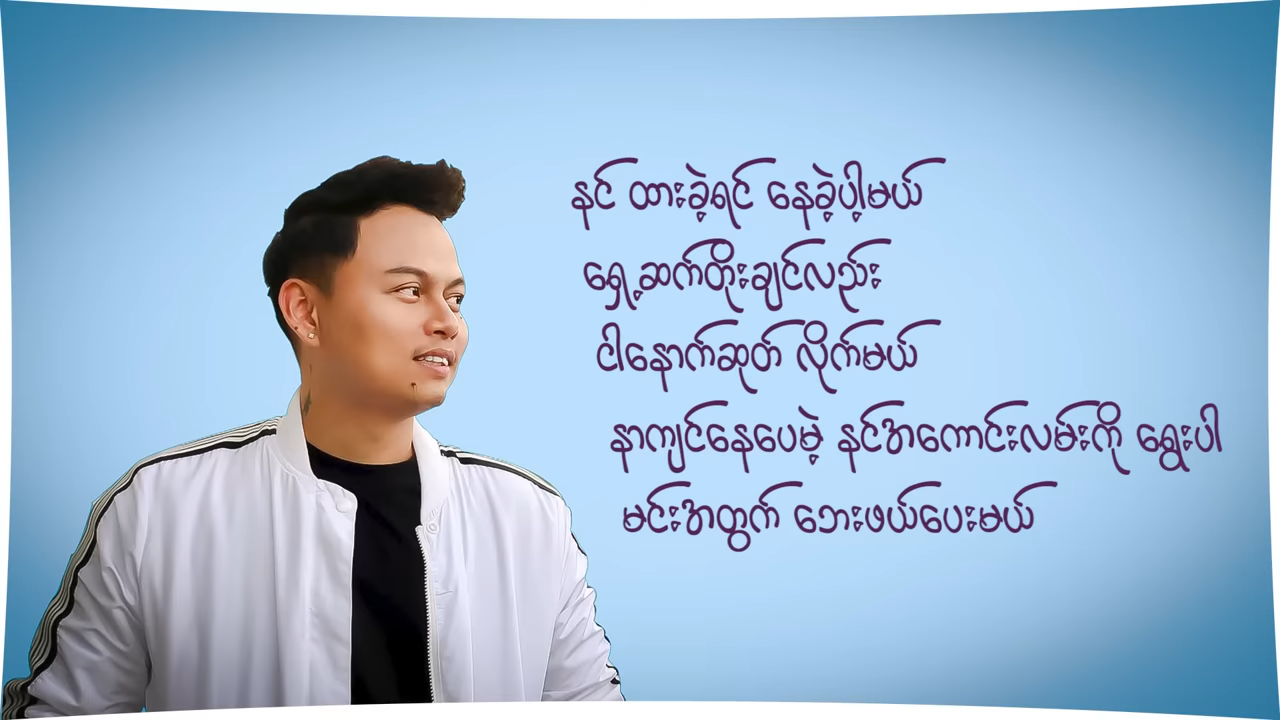 နင် ထားခဲ့ရင် နေခဲ့ပါ့မယ်
ရှေ့ဆက်တိုးချင်လည်း
ငါနောက်ဆုတ် လိုက်မယ်
နာကျင်နေပေမဲ့ နင်အကောင်းလမ်းကို ရွေးပါ
မင်းအတွက် ဘေးဖယ်ပေးမယ်